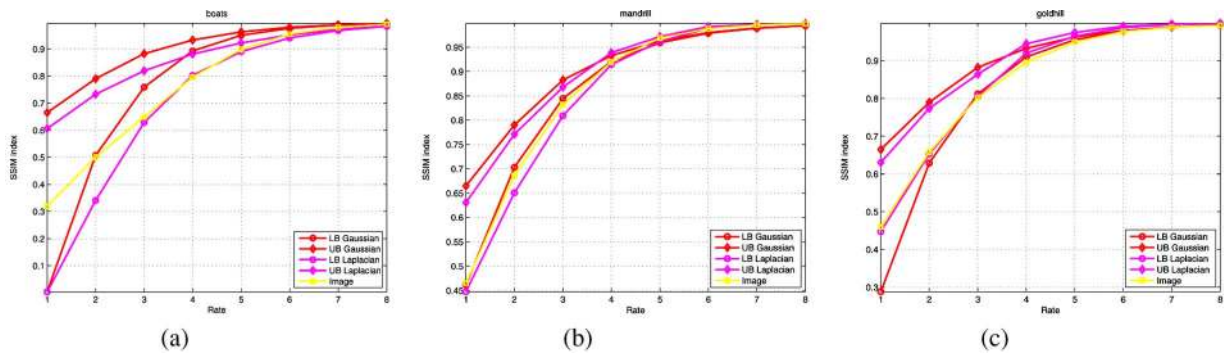 boats
SSIM index
0.9
0.8
0.7
0.6
0.5
0.4
0.3
0.2
0.1
1 2 3 4 5 6 7 8
Rate
LB Gaussian
UB Gaussian
LB Laplacian
UB Laplacian
Image
(a)
mandrill
SSIM index
0.95
0.9
0.85
0.8
0.75
0.7
0.65
0.6
0.55
0.5
0.45
1 2 3 4 5 6 7 8
Rate
LB Gaussian
UB Gaussian
LB Laplacian
UB Laplacian
Image
(b)
goldhill
SSIM index
0.9
0.8
0.7
0.6
0.5
0.4
0.3
1 2 3 4 5 6 7 8
Rate
LB Gaussian
UB Gaussian
LB Laplacian
UB Laplacian
Image
(c)